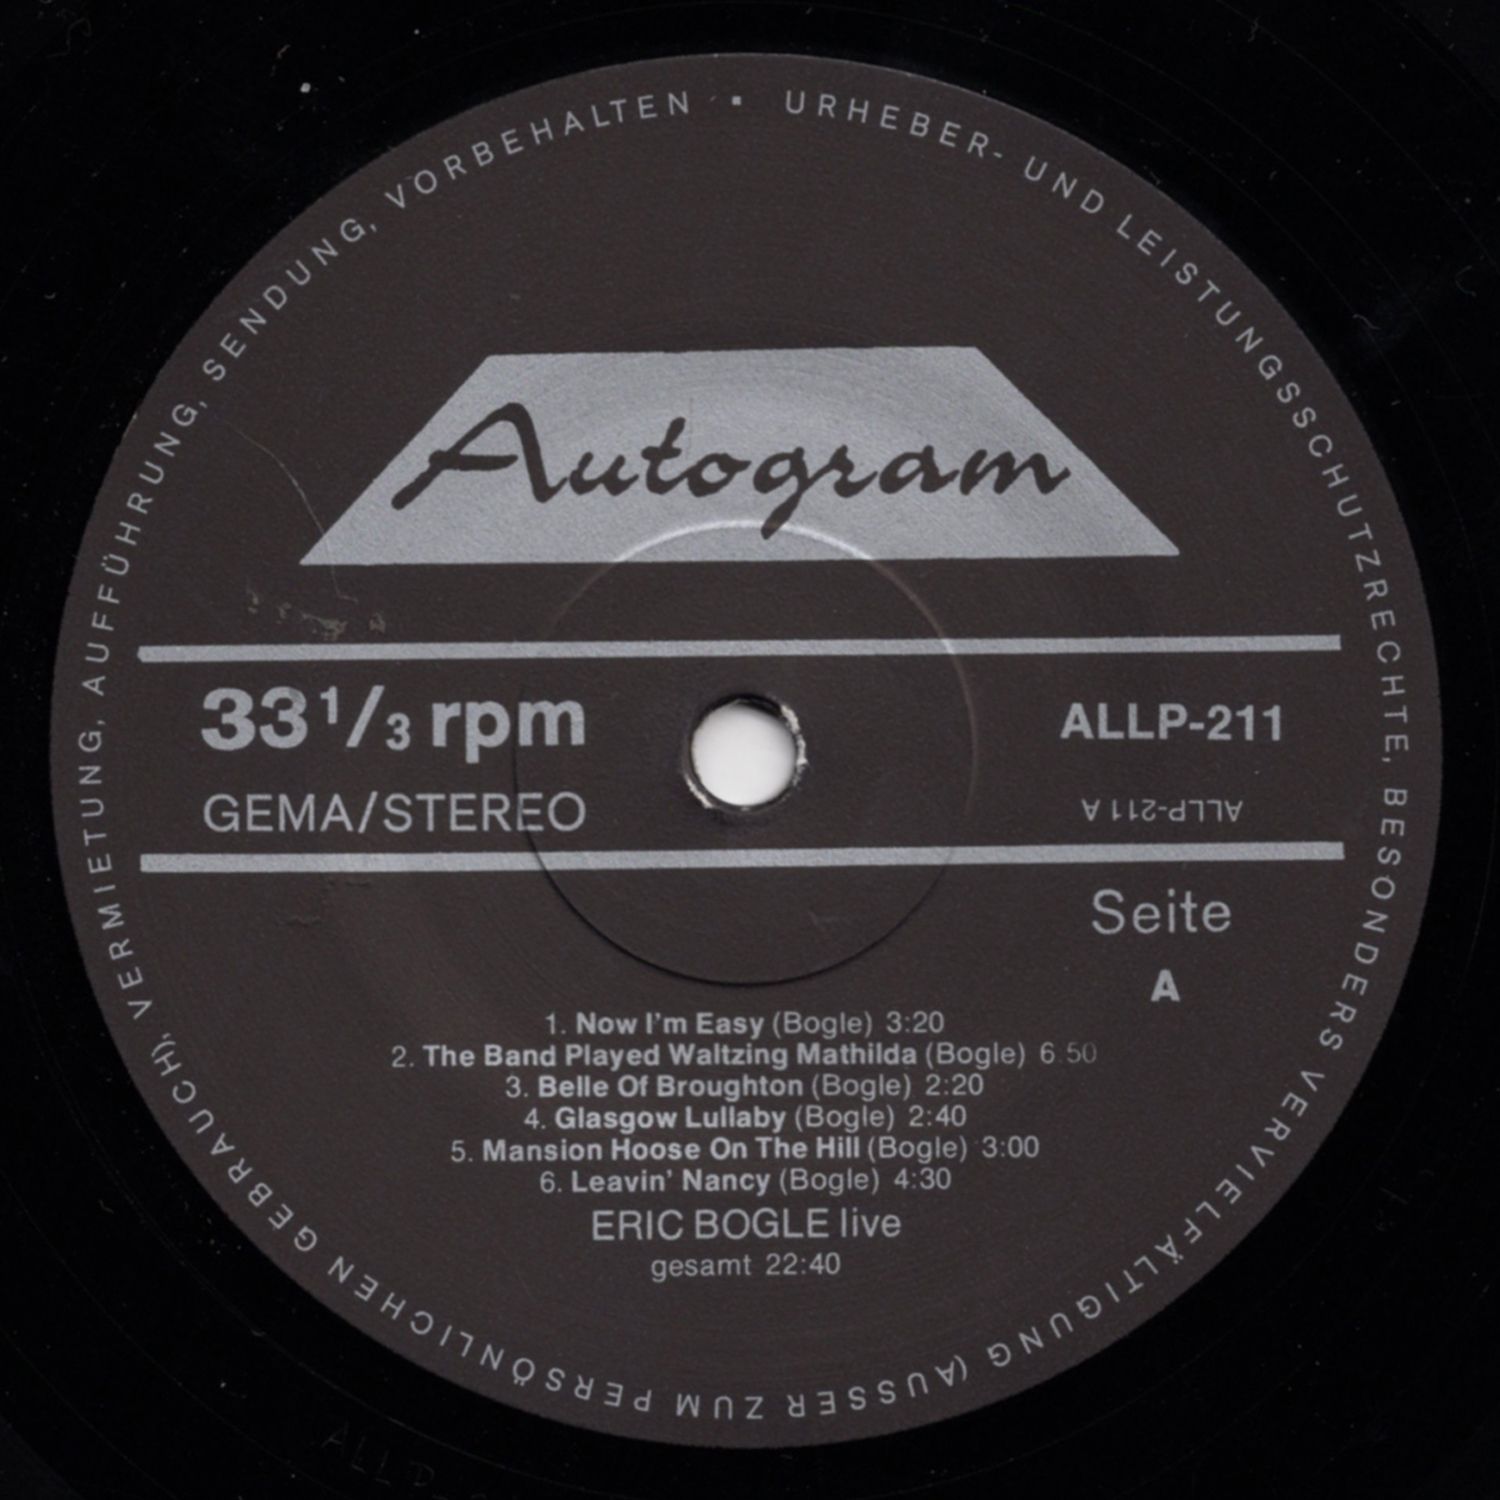 URHEBER- UND LEISTUNGSSCHUTZRECHTE, BESONDERS VERVIELFÄLTIGUNG (AUSSER ZUM PERSÖNLICHEN GEBRAUCH), VERMIETUNG, AUFFÜHRUNG, SENDUNG, VORBEHALTEN ▪
Autogram
33 1/3 rpm
GEMA/STEREO
ALLP-211
ALLP-211 A
Seite
A
1. Now I'm Easy (Bogle) 3:20
2. The Band Played Waltzing Mathilda (Bogle) 6:50
3. Belle Of Broughton (Bogle) 2:20
4. Glasgow Lullaby (Bogle) 2:40
5. Mansion Hoose On The Hill (Bogle) 3:00
6. Leavin' Nancy (Bogle) 4:30
ERIC BOGLE live
gesamt 22:40